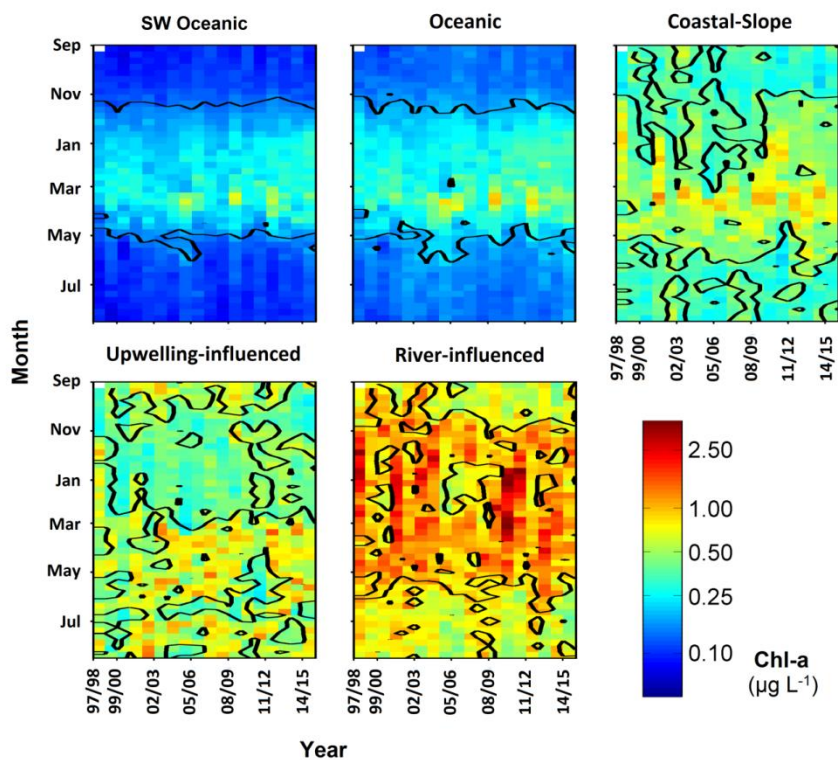 SW Oceanic
Oceanic
Coastal-Slope
Sep
Nov
Jan
Mar
May
Jul
97/98
99/00
02/03
05/06
08/09
11/12
14/15
Month
Upwelling-influenced
River-influenced
Sep
Nov
Jan
Mar
May
Jul
2.50
1.00
0.50
0.25
0.10
Chl-a
(µg L⁻¹)
97/98
99/00
02/03
05/06
08/09
11/12
14/15
97/98
99/00
02/03
05/06
08/09
11/12
14/15
Year